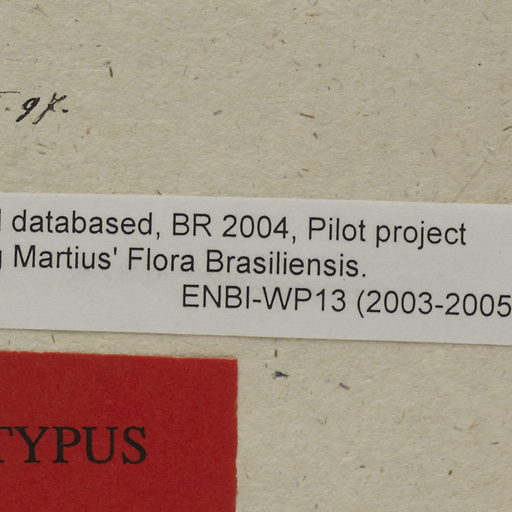 databased, BR 2004, Pilot project
Martius' Flora Brasiliensis.
ENBI-WP13 (2003-2005
TYPUS